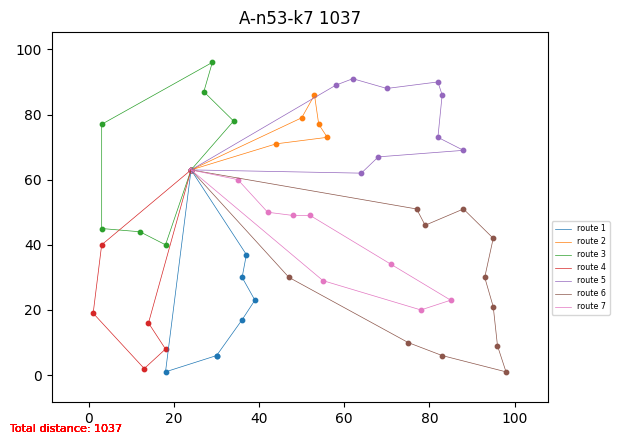 A-n53-k7 1037
100
80
60
40
20
0
0 20 40 60 80 100
route 1
route 2
route 3
route 4
route 5
route 6
route 7
Total distance: 1037